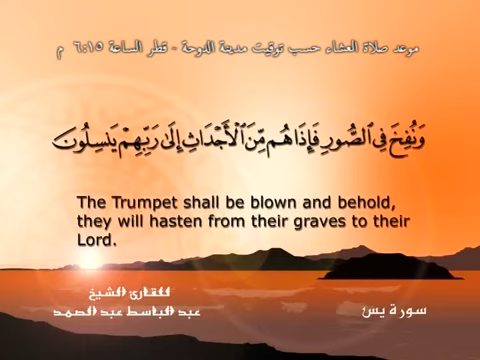 موعد صلاة العشاء حسب توقيت مدينة الدوحة - قطر الساعة ٦:١٥ م
وَنُفِخَ فِي الصُّورِ فَإِذَا هُم مِّنَ الْأَجْدَاثِ إِلَىٰ رَبِّهِمْ يَنسِلُونَ
The Trumpet shall be blown and behold,
they will hasten from their graves to their
Lord.
للقارئ الشيخ
عبد الباسط عبد الصمد
سورة يس